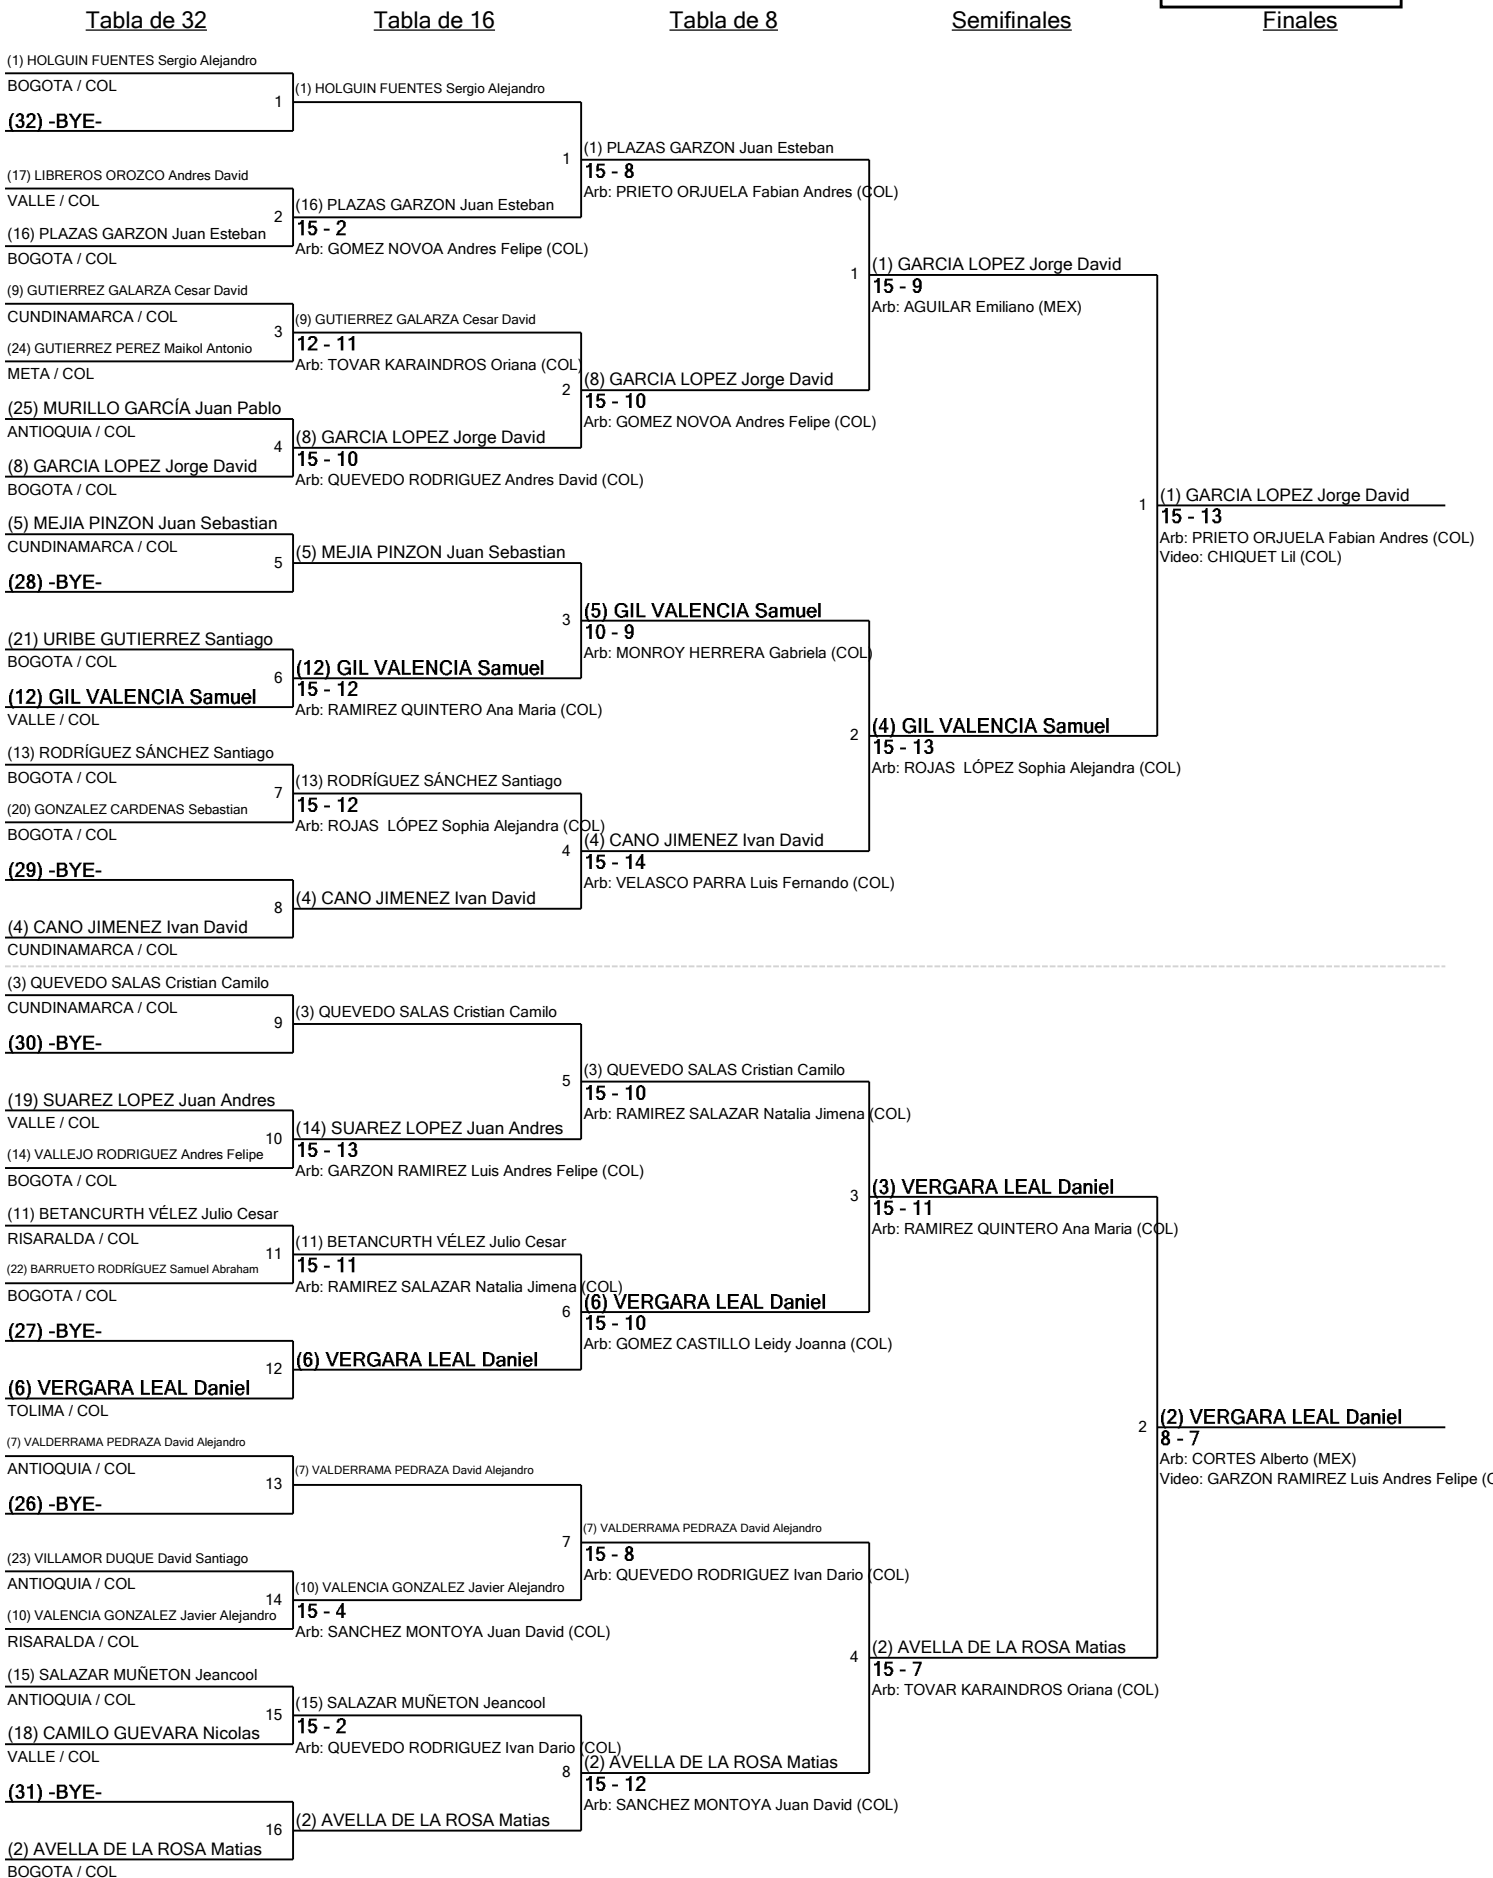 Tabla de 32
Tabla de 16
Tabla de 8
Semifinales
Finales
(1) HOLGUIN FUENTES Sergio Alejandro
BOGOTA / COL
1
(32) -BYE-
(17) LIBREROS OROZCO Andres David
VALLE / COL
2
(16) PLAZAS GARZON Juan Esteban
BOGOTA / COL
(9) GUTIERREZ GALARZA Cesar David
CUNDINAMARCA / COL
3
(24) GUTIERREZ PEREZ Maikol Antonio
META / COL
(25) MURILLO GARCÍA Juan Pablo
ANTIOQUIA / COL
4
(8) GARCIA LOPEZ Jorge David
BOGOTA / COL
(5) MEJIA PINZON Juan Sebastian
CUNDINAMARCA / COL
5
(28) -BYE-
(21) URIBE GUTIERREZ Santiago
BOGOTA / COL
6
(12) GIL VALENCIA Samuel
VALLE / COL
(13) RODRÍGUEZ SÁNCHEZ Santiago
BOGOTA / COL
7
(20) GONZALEZ CARDENAS Sebastian
BOGOTA / COL
(29) -BYE-
8
(4) CANO JIMENEZ Ivan David
CUNDINAMARCA / COL
(3) QUEVEDO SALAS Cristian Camilo
CUNDINAMARCA / COL
9
(30) -BYE-
(19) SUAREZ LOPEZ Juan Andres
VALLE / COL
10
(14) VALLEJO RODRIGUEZ Andres Felipe
BOGOTA / COL
(11) BETANCURTH VÉLEZ Julio Cesar
RISARALDA / COL
11
(22) BARRUETO RODRÍGUEZ Samuel Abraham
BOGOTA / COL
(27) -BYE-
12
(6) VERGARA LEAL Daniel
TOLIMA / COL
(7) VALDERRAMA PEDRAZA David Alejandro
ANTIOQUIA / COL
13
(26) -BYE-
(23) VILLAMOR DUQUE David Santiago
ANTIOQUIA / COL
14
(10) VALENCIA GONZALEZ Javier Alejandro
RISARALDA / COL
(15) SALAZAR MUÑETON Jeancool
ANTIOQUIA / COL
15
(18) CAMILO GUEVARA Nicolas
VALLE / COL
(31) -BYE-
16
(2) AVELLA DE LA ROSA Matias
BOGOTA / COL
(1) HOLGUIN FUENTES Sergio Alejandro
1
(16) PLAZAS GARZON Juan Esteban
15 - 2
Arb: GOMEZ NOVOA Andres Felipe (COL)
(9) GUTIERREZ GALARZA Cesar David
12 - 11
Arb: TOVAR KARAINDROS Oriana (COL)
2
(8) GARCIA LOPEZ Jorge David
15 - 10
Arb: QUEVEDO RODRIGUEZ Andres David (COL)
(5) MEJIA PINZON Juan Sebastian
3
(12) GIL VALENCIA Samuel
15 - 12
Arb: RAMIREZ QUINTERO Ana Maria (COL)
(13) RODRÍGUEZ SÁNCHEZ Santiago
15 - 12
Arb: ROJAS  LÓPEZ Sophia Alejandra (COL)
4
(4) CANO JIMENEZ Ivan David
(3) QUEVEDO SALAS Cristian Camilo
5
(14) SUAREZ LOPEZ Juan Andres
15 - 13
Arb: GARZON RAMIREZ Luis Andres Felipe (COL)
(11) BETANCURTH VÉLEZ Julio Cesar
15 - 11
Arb: RAMIREZ SALAZAR Natalia Jimena (COL)
6
(6) VERGARA LEAL Daniel
(7) VALDERRAMA PEDRAZA David Alejandro
7
(10) VALENCIA GONZALEZ Javier Alejandro
15 - 4
Arb: SANCHEZ MONTOYA Juan David (COL)
(15) SALAZAR MUÑETON Jeancool
15 - 2
Arb: QUEVEDO RODRIGUEZ Ivan Dario (COL)
8
(2) AVELLA DE LA ROSA Matias
(1) PLAZAS GARZON Juan Esteban
15 - 8
Arb: PRIETO ORJUELA Fabian Andres (COL)
1
(8) GARCIA LOPEZ Jorge David
15 - 10
Arb: GOMEZ NOVOA Andres Felipe (COL)
(5) GIL VALENCIA Samuel
10 - 9
Arb: MONROY HERRERA Gabriela (COL)
2
(4) CANO JIMENEZ Ivan David
15 - 14
Arb: VELASCO PARRA Luis Fernando (COL)
(3) QUEVEDO SALAS Cristian Camilo
15 - 10
Arb: RAMIREZ SALAZAR Natalia Jimena (COL)
3
(6) VERGARA LEAL Daniel
15 - 10
Arb: GOMEZ CASTILLO Leidy Joanna (COL)
(7) VALDERRAMA PEDRAZA David Alejandro
15 - 8
Arb: QUEVEDO RODRIGUEZ Ivan Dario (COL)
4
(2) AVELLA DE LA ROSA Matias
15 - 12
Arb: SANCHEZ MONTOYA Juan David (COL)
(1) GARCIA LOPEZ Jorge David
15 - 9
Arb: AGUILAR Emiliano (MEX)
1
(4) GIL VALENCIA Samuel
15 - 13
Arb: ROJAS  LÓPEZ Sophia Alejandra (COL)
(3) VERGARA LEAL Daniel
15 - 11
Arb: RAMIREZ QUINTERO Ana Maria (COL)
2
(2) AVELLA DE LA ROSA Matias
15 - 7
Arb: TOVAR KARAINDROS Oriana (COL)
(1) GARCIA LOPEZ Jorge David
15 - 13
Arb: PRIETO ORJUELA Fabian Andres (COL)
Video: CHIQUET Lil (COL)
(2) VERGARA LEAL Daniel
8 - 7
Arb: CORTES Alberto (MEX)
Video: GARZON RAMIREZ Luis Andres Felipe (